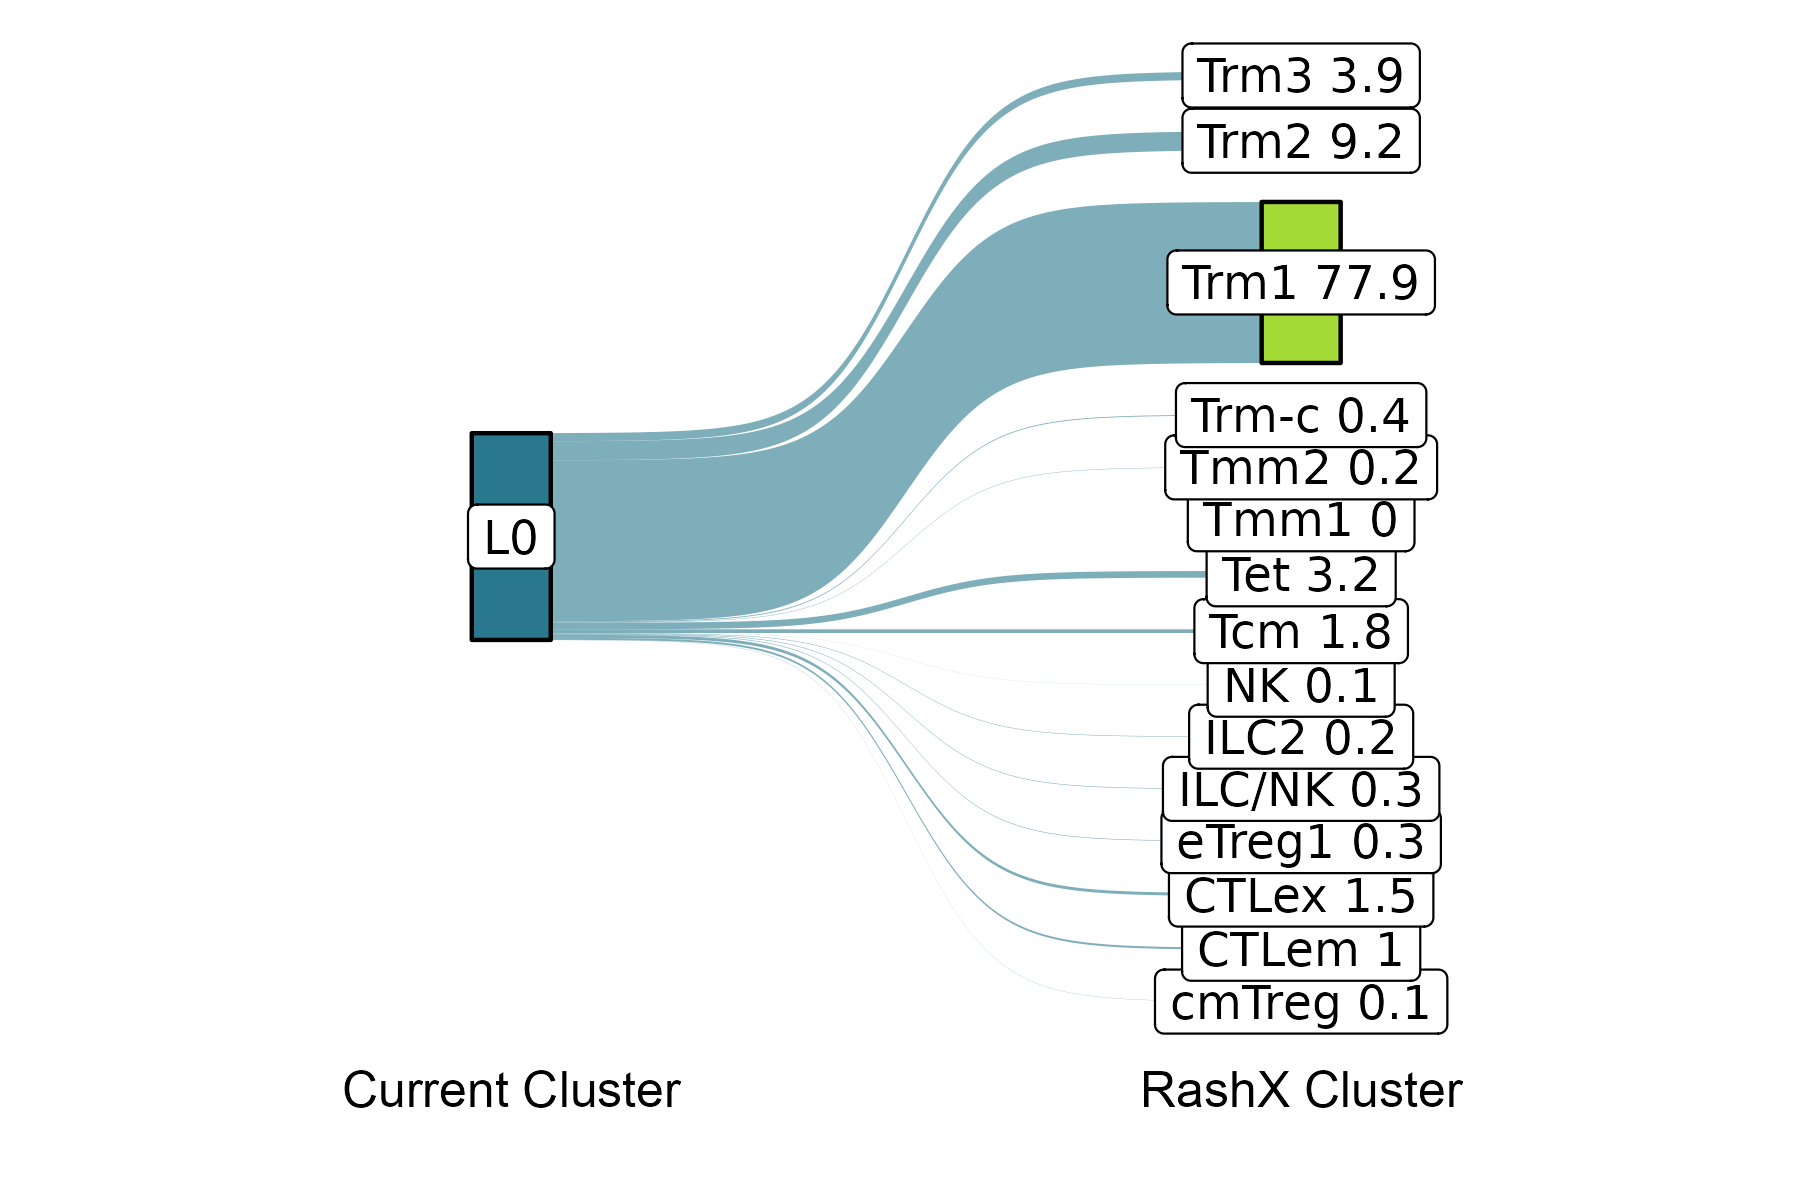 Trm3 3.9
Trm2 9.2
Trm1 77.9
Trm-c 0.4
Tmm2 0.2
Tmm1 0
L0
Tet 3.2
Tcm 1.8
NK 0.1
ILC2 0.2
ILC/NK 0.3
eTreg1 0.3
CTLex 1.5
CTLem 1
cmTreg 0.1
Current Cluster
RashX Cluster